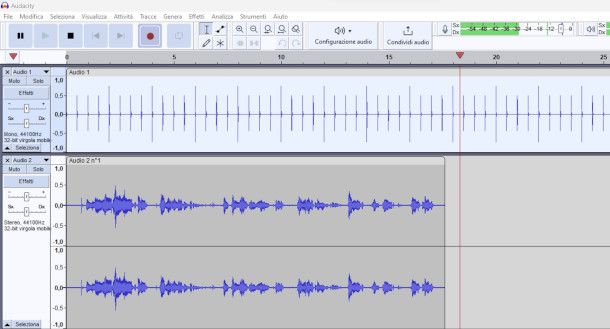 Audacity
File Modifica Seleziona Visualizza Attività Tracce Genera Effetti Analizza Strumenti Aiuto
Configurazione audio
Condividi audio
Sx
Dx
-54 -48 -42 -36 -30 -24 -18 -12 0
Sx
Dx
0 5 10 15 20 25
Audio 1
Muto Solo
Effetti
- +
Sx Dx
Mono, 44100Hz
32-bit virgola mobile
Seleziona
Audio 1
1,0
0,5
0,0
-0,5
-1,0
Audio 2
Muto Solo
Effetti
- +
Sx Dx
Stereo, 44100Hz
32-bit virgola mobile
Seleziona
Audio 2 n°1
1,0
0,5
0,0
-0,5
-1,0
1,0
0,5
0,0
-0,5
-1,0